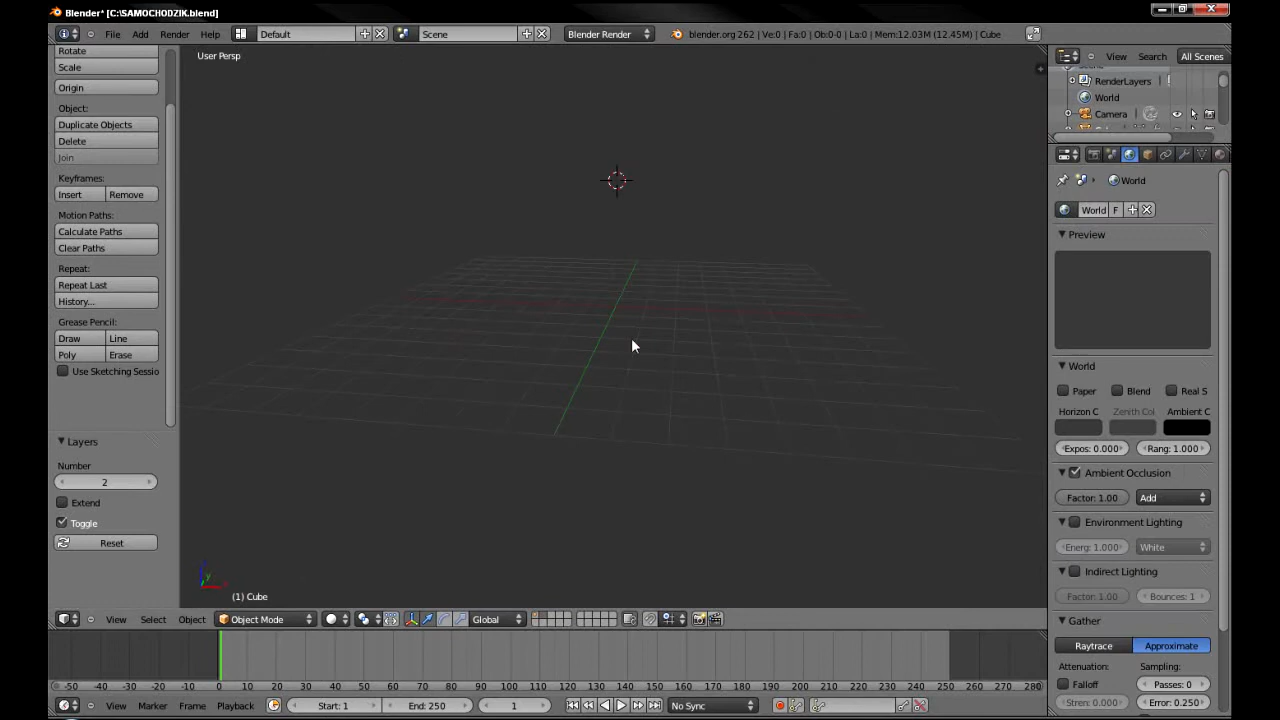 Blender* [C:\SAMOCHODZIK.blend]
File Add Render Help Default Scene Blender Render blender.org 262 | Ve:0 | Fa:0 | Ob:0-0 | La:0 | Mem:12.03M (12.45M) | Cube
Rotate
Scale
Origin
Object:
Duplicate Objects
Delete
Join
Keyframes:
Insert Remove
Motion Paths:
Calculate Paths
Clear Paths
Repeat:
Repeat Last
History...
Grease Pencil:
Draw Line
Poly Erase
Use Sketching Sessio
Layers
Number
2
Extend
Toggle
Reset
User Persp
(1) Cube
View Select Object Object Mode Global
-50 -40 -30 -20 -10 0 10 20 30 40 50 60 70 80 90 100 110 120 130 140 150 160 170 180 190 200 210 220 230 240 250 260 270 280
View Marker Frame Playback Start: 1 End: 250 1 No Sync
View Search All Scenes
RenderLayers
World
Camera
World
World F
Preview
World
Paper Blend Real S
Horizon C Zenith Col Ambient C
Expos: 0.000 Rang: 1.000
Ambient Occlusion
Factor: 1.00 Add
Environment Lighting
Energ: 1.000 White
Indirect Lighting
Factor: 1.00 Bounces: 1
Gather
Raytrace Approximate
Attenuation: Sampling:
Falloff Passes: 0
Stren: 0.000 Error: 0.250